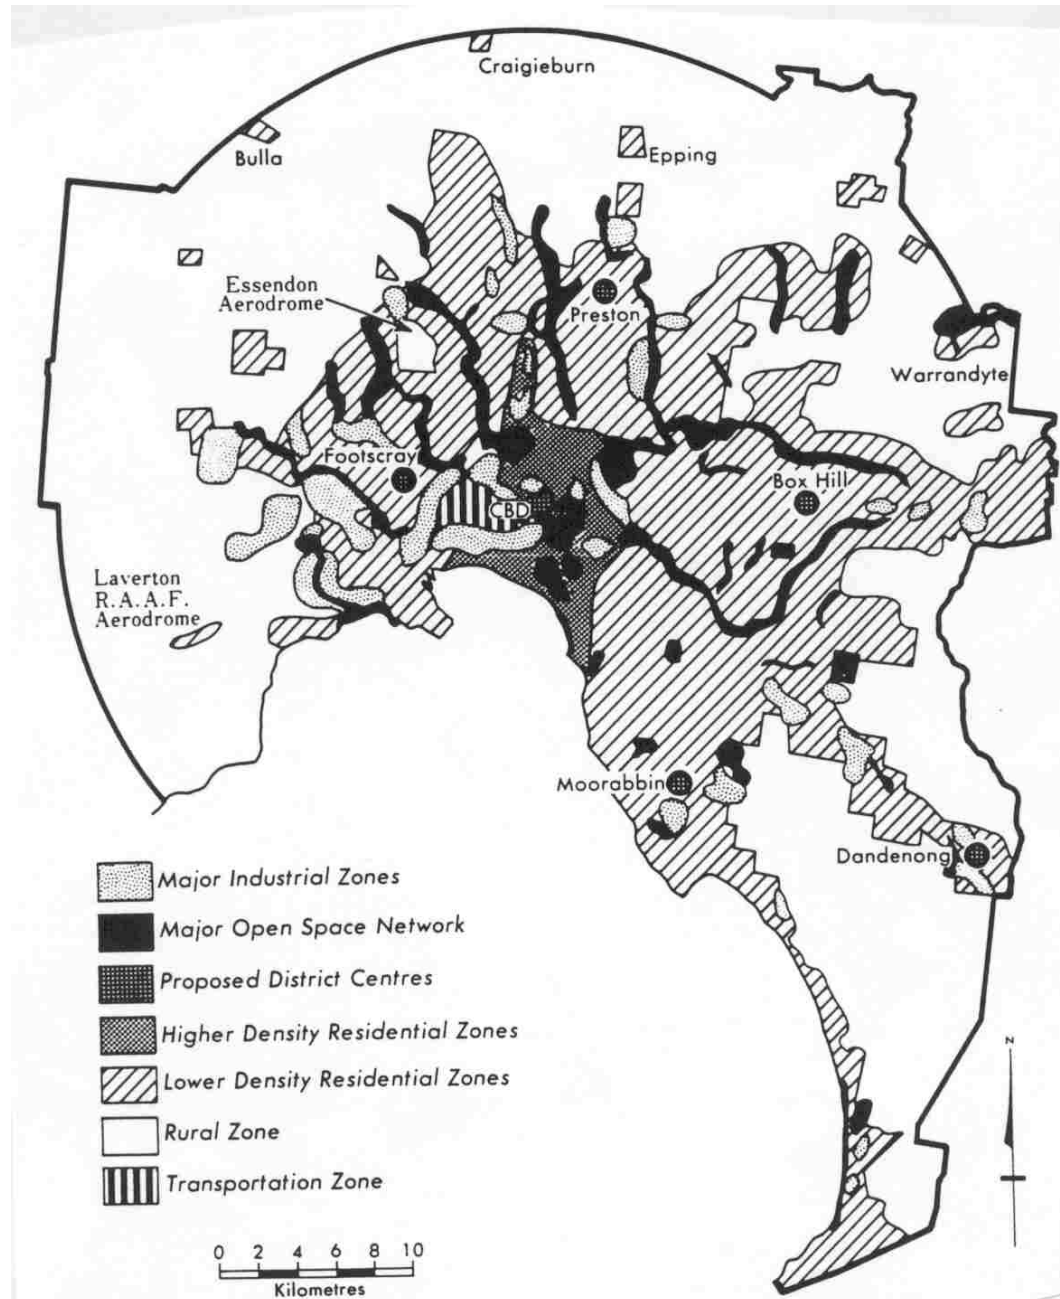 Craigieburn
Bulla
Epping
Essendon
Aerodrome
Preston
Warrandyte
Footscray
Box Hill
CBD
Laverton
R.A.A.F.
Aerodrome
Moorabbin
Dandenong
Major Industrial Zones
Major Open Space Network
Proposed District Centres
Higher Density Residential Zones
Lower Density Residential Zones
Rural Zone
Transportation Zone
N
0 2 4 6 8 10
Kilometres